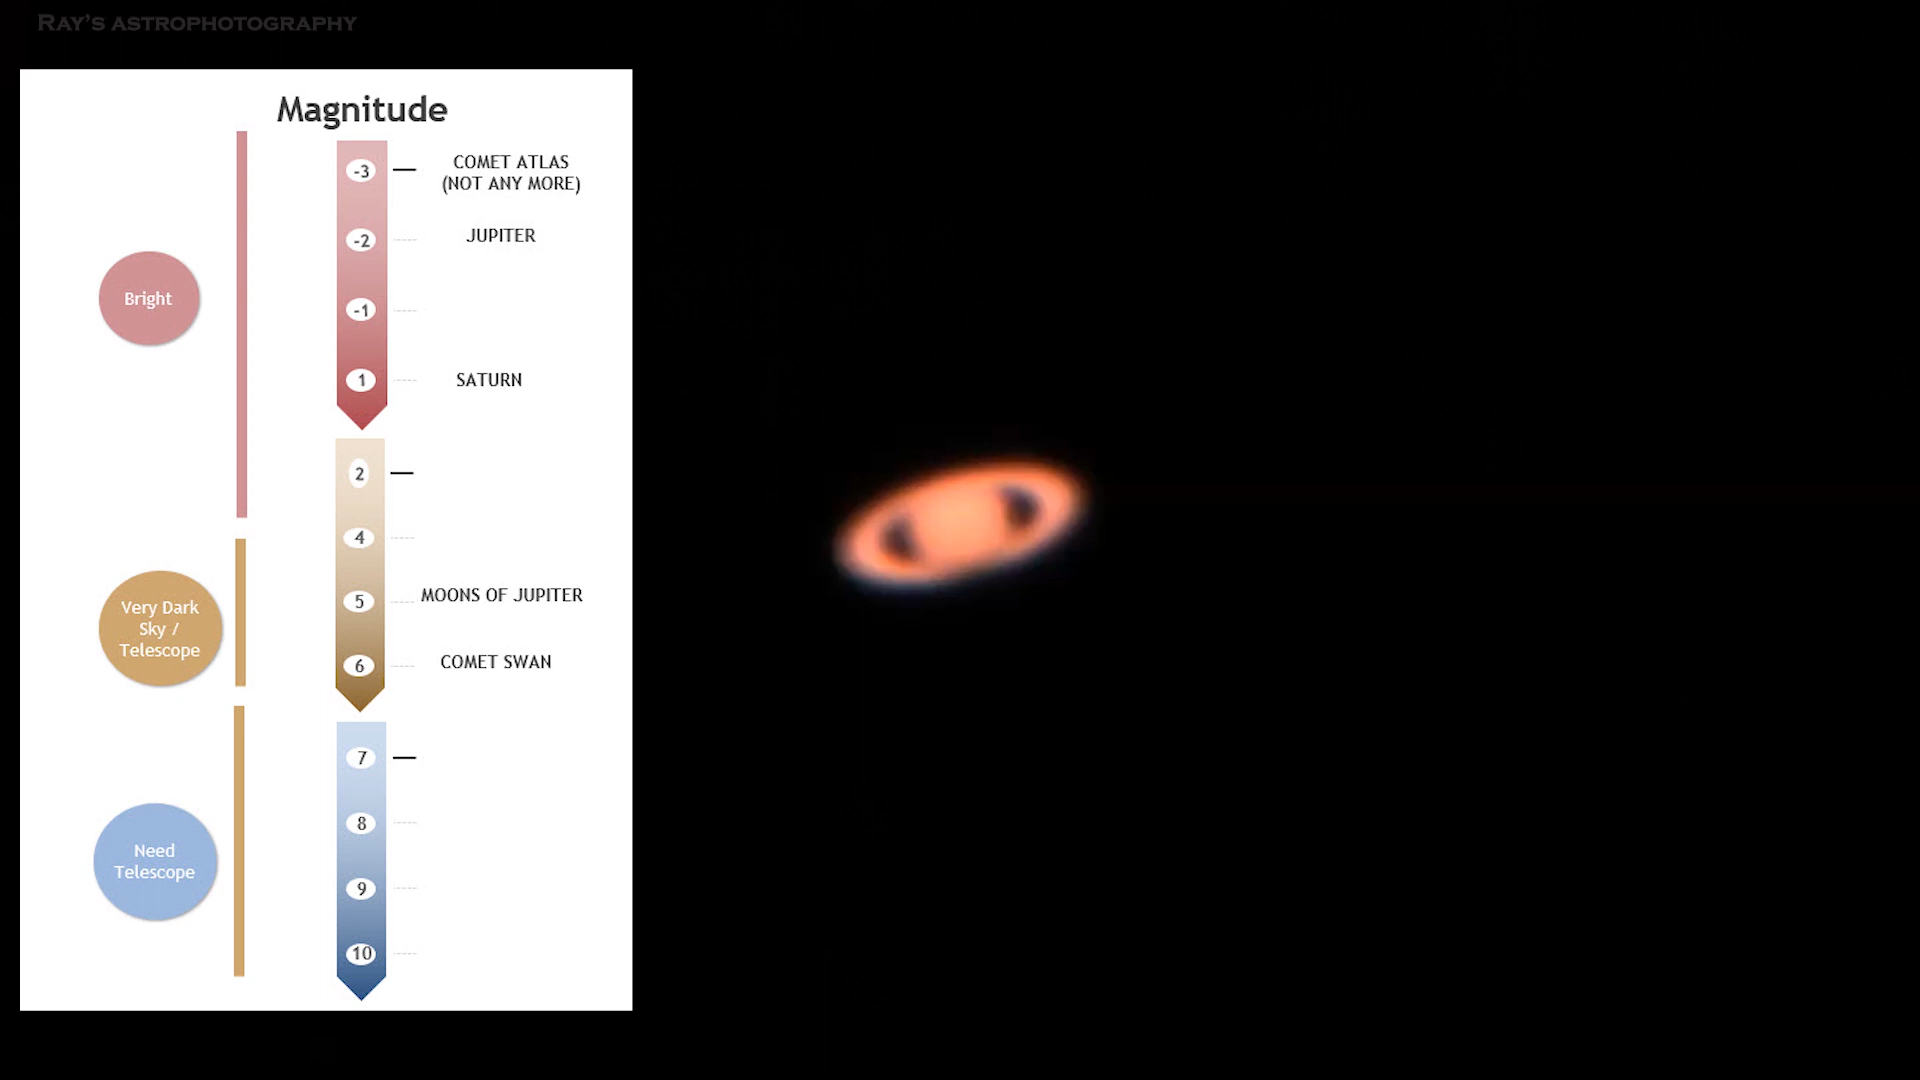 RAY'S ASTROPHOTOGRAPHY
Magnitude
-3
COMET ATLAS
(NOT ANY MORE)
-2
JUPITER
Bright
-1
1
SATURN
2
4
Very Dark
Sky /
Telescope
5
MOONS OF JUPITER
6
COMET SWAN
7
8
Need
Telescope
9
10